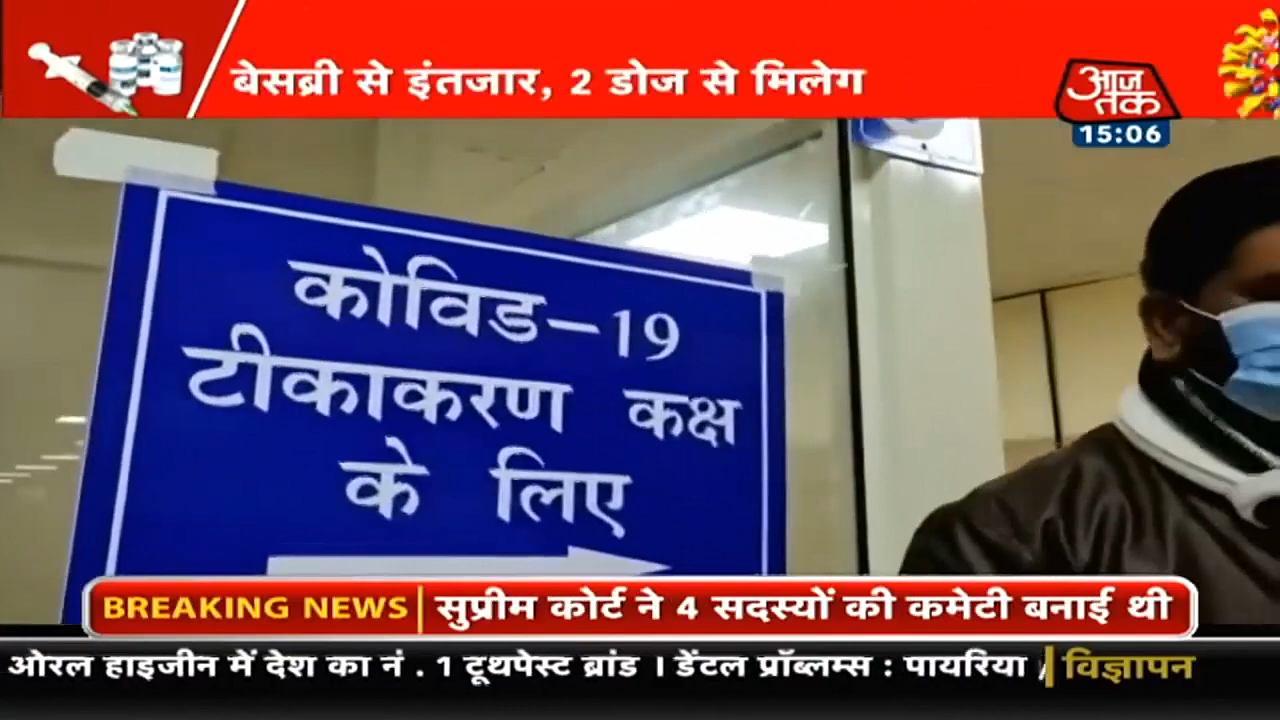 बेसब्री से इंतजार, 2 डोज से मिलेग
आज
तक
15:06
कोविड-19
टीकाकरण कक्ष
के लिए
BREAKING NEWS सुप्रीम कोर्ट ने 4 सदस्यों की कमेटी बनाई थी
ओरल हाइजीन में देश का नं . 1 टूथपेस्ट ब्रांड । डेंटल प्रॉब्लम्स : पायरिया / विज्ञापन